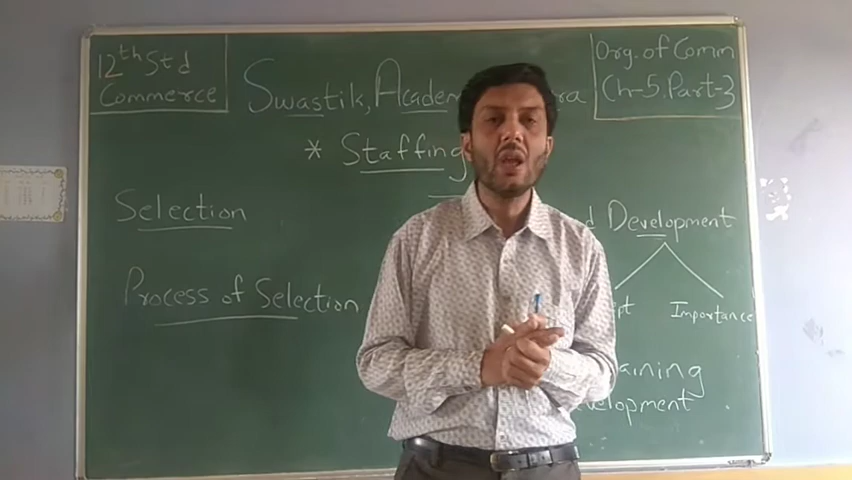 12th Std
Commerce
Swastik Academ
Org. of Comm
Ch-5. Part-3
* Staffing
Selection
Process of Selection
Development
Importance